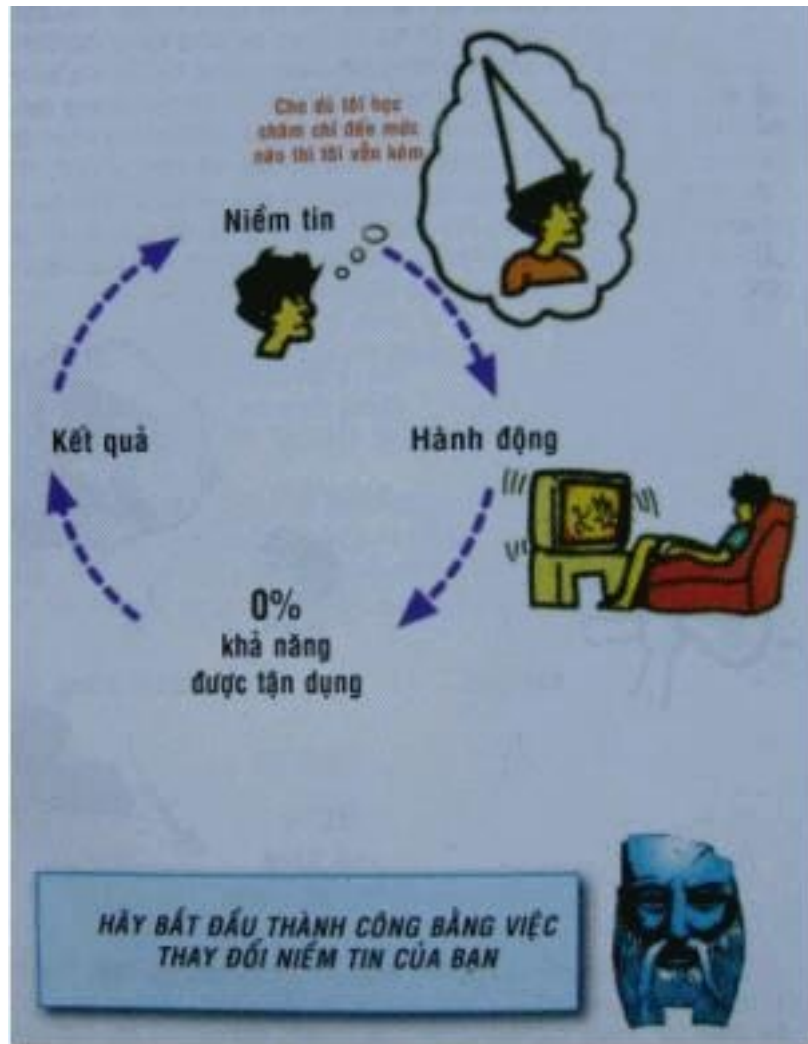 Cho dù tôi học
chăm chỉ đến mức
nào thì tôi vẫn kém
Niềm tin
Kết quả
Hành động
0%
khả năng
được tận dụng
HÃY BẮT ĐẦU THÀNH CÔNG BẰNG VIỆC
THAY ĐỔI NIỀM TIN CỦA BẠN